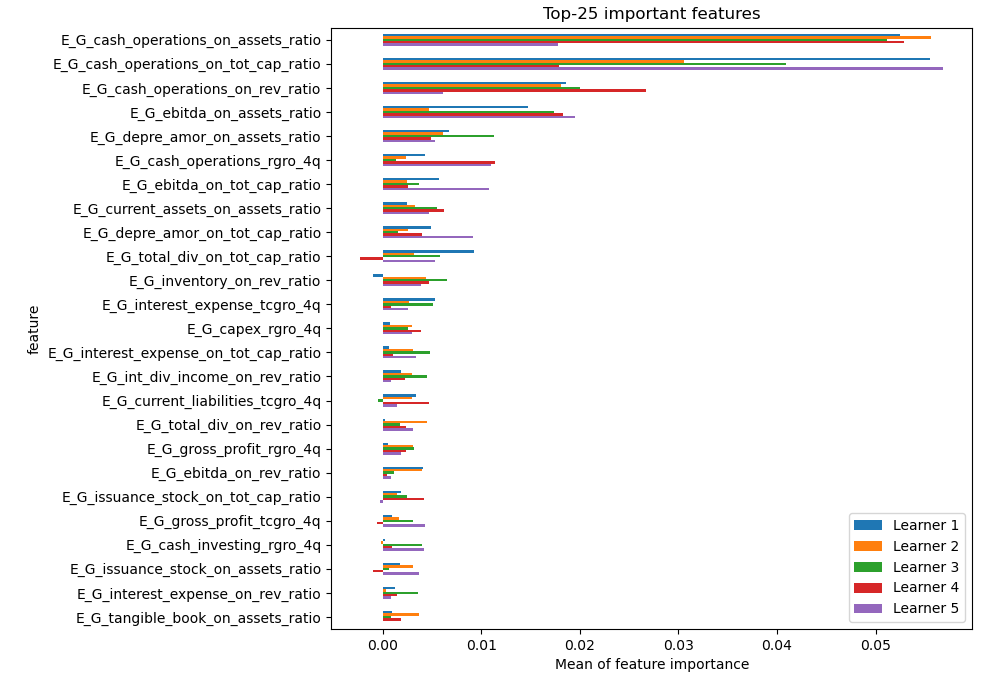 Top-25 important features
E_G_cash_operations_on_assets_ratio
E_G_cash_operations_on_tot_cap_ratio
E_G_cash_operations_on_rev_ratio
E_G_ebitda_on_assets_ratio
E_G_depre_amor_on_assets_ratio
E_G_cash_operations_rgro_4q
E_G_ebitda_on_tot_cap_ratio
E_G_current_assets_on_assets_ratio
E_G_depre_amor_on_tot_cap_ratio
E_G_total_div_on_tot_cap_ratio
E_G_inventory_on_rev_ratio
E_G_interest_expense_tcgro_4q
E_G_capex_rgro_4q
E_G_interest_expense_on_tot_cap_ratio
E_G_int_div_income_on_rev_ratio
E_G_current_liabilities_tcgro_4q
E_G_total_div_on_rev_ratio
E_G_gross_profit_rgro_4q
E_G_ebitda_on_rev_ratio
E_G_issuance_stock_on_tot_cap_ratio
E_G_gross_profit_tcgro_4q
E_G_cash_investing_rgro_4q
E_G_issuance_stock_on_assets_ratio
E_G_interest_expense_on_rev_ratio
E_G_tangible_book_on_assets_ratio
feature
Learner 1
Learner 2
Learner 3
Learner 4
Learner 5
0.00 0.01 0.02 0.03 0.04 0.05
Mean of feature importance